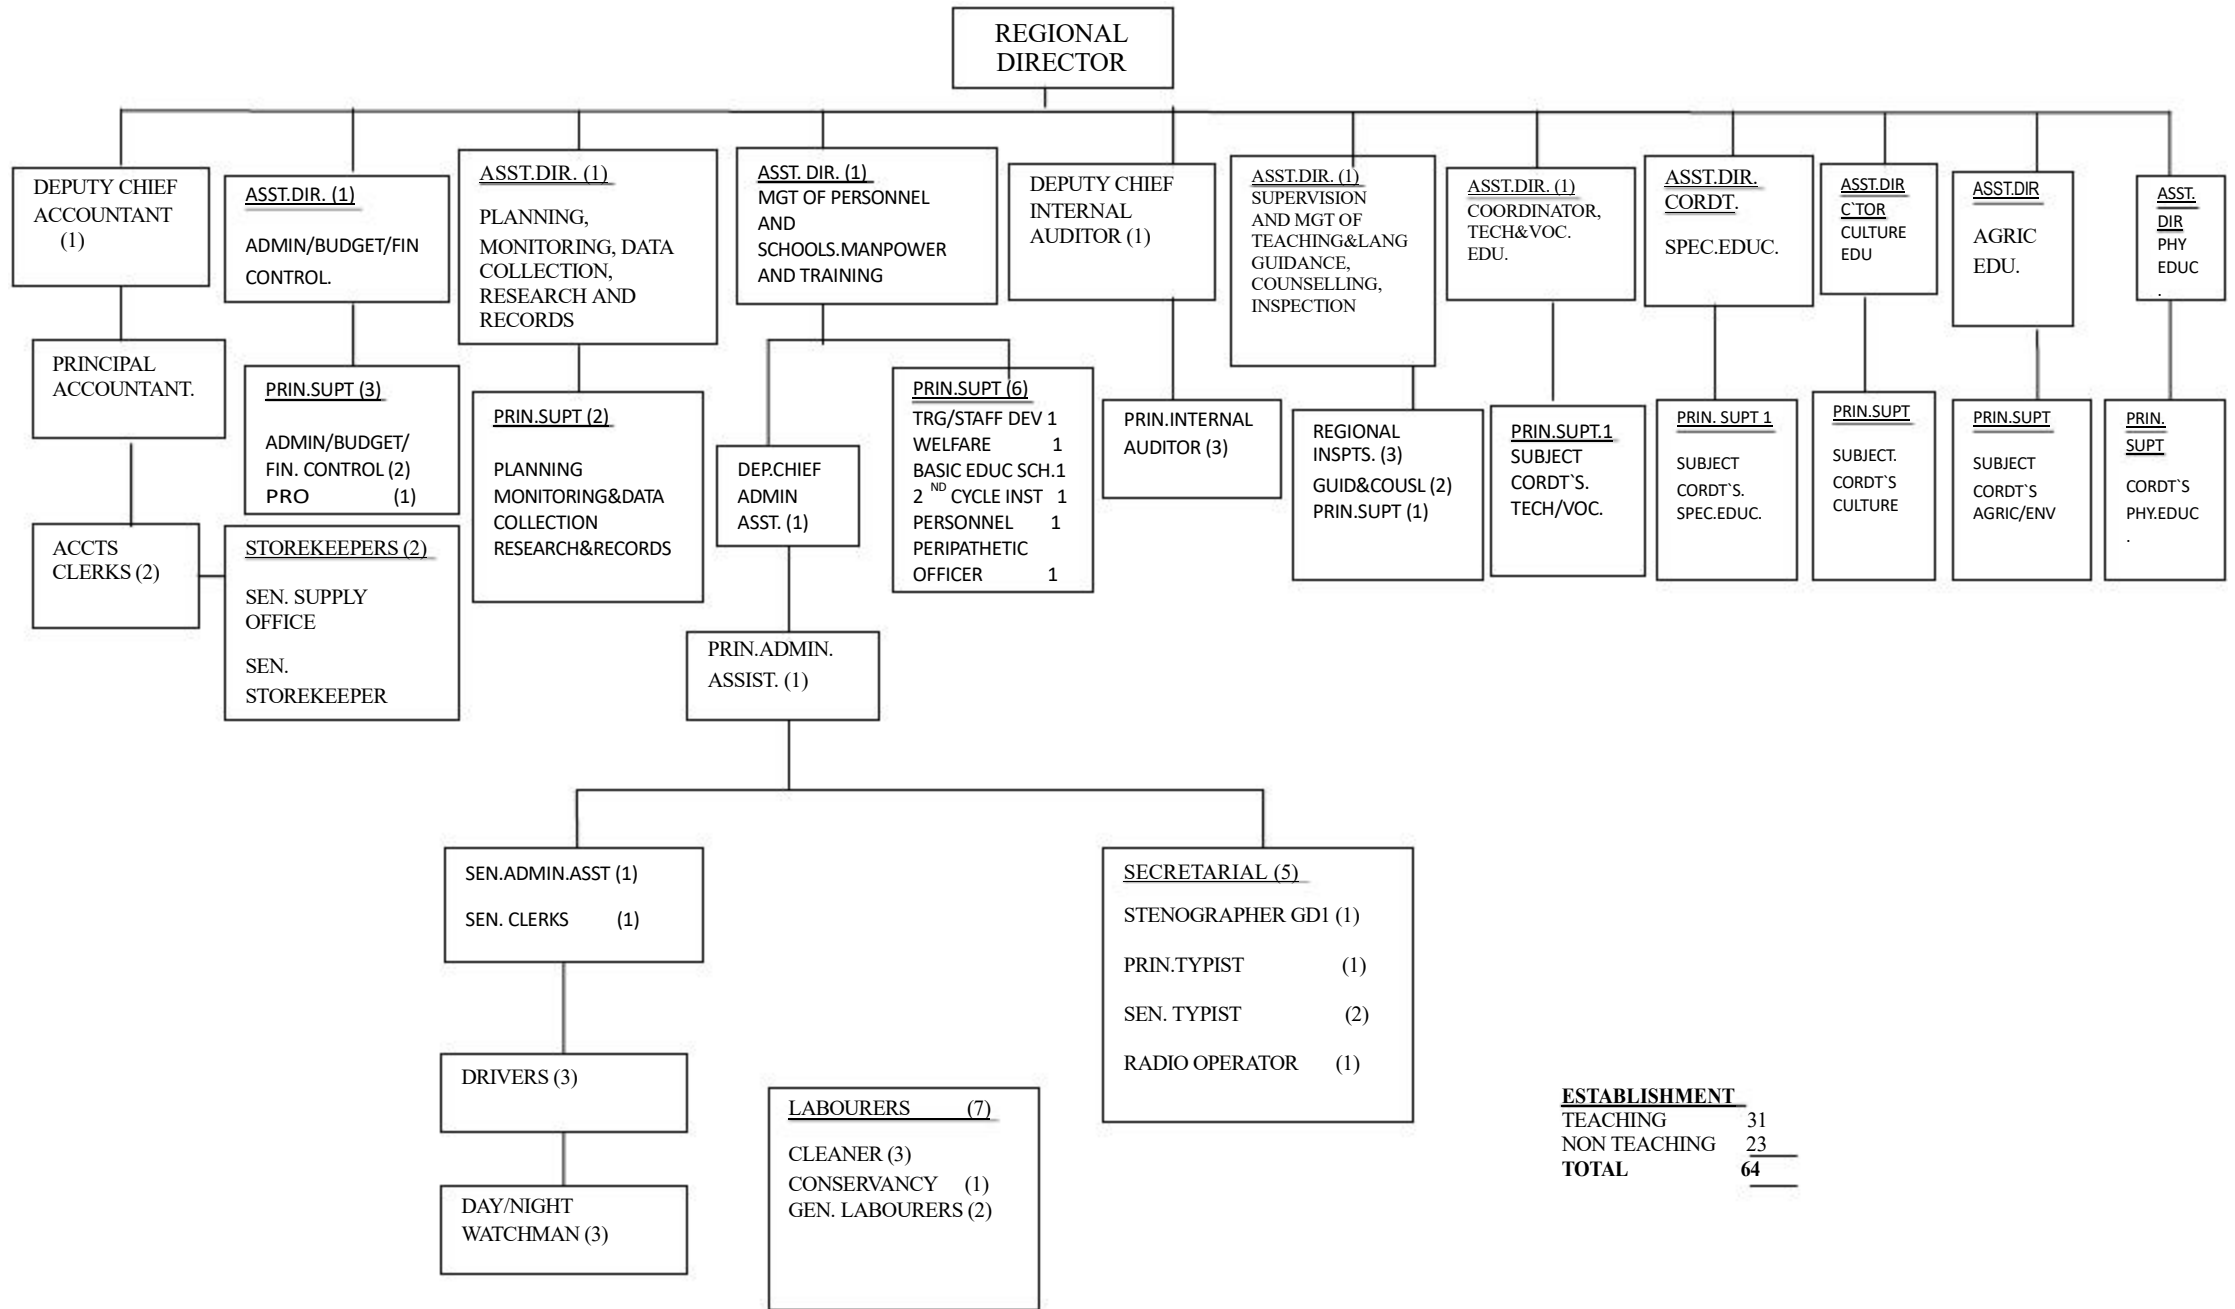 REGIONAL
DIRECTOR
DEPUTY CHIEF
ACCOUNTANT
(1)
ASST.DIR. (1)
ADMIN/BUDGET/FIN
CONTROL.
ASST.DIR. (1)
PLANNING,
MONITORING, DATA
COLLECTION,
RESEARCH AND
RECORDS
ASST. DIR. (1)
MGT OF PERSONNEL
AND
SCHOOLS.MANPOWER
AND TRAINING
DEPUTY CHIEF
INTERNAL
AUDITOR (1)
ASST.DIR. (1)
SUPERVISION
AND MGT OF
TEACHING&LANG
GUIDANCE,
COUNSELLING,
INSPECTION
ASST.DIR. (1)
COORDINATOR,
TECH&VOC.
EDU.
ASST.DIR.
CORDT.
SPEC.EDUC.
ASST.DIR
C`TOR
CULTURE
EDU
ASST.DIR
AGRIC
EDU.
ASST.
DIR
PHY
EDUC
.
PRINCIPAL
ACCOUNTANT.
PRIN.SUPT (3)
ADMIN/BUDGET/
FIN. CONTROL (2)
PRO (1)
PRIN.SUPT (2)
PLANNING
MONITORING&DATA
COLLECTION
RESEARCH&RECORDS
DEP.CHIEF
ADMIN
ASST. (1)
PRIN.SUPT (6)
TRG/STAFF DEV 1
WELFARE 1
BASIC EDUC SCH.1
2 ND CYCLE INST 1
PERSONNEL 1
PERIPATHETIC
OFFICER 1
PRIN.INTERNAL
AUDITOR (3)
REGIONAL
INSPTS. (3)
GUID&COUSL (2)
PRIN.SUPT (1)
PRIN.SUPT.1
SUBJECT
CORDT`S.
TECH/VOC.
PRIN. SUPT 1
SUBJECT
CORDT`S.
SPEC.EDUC.
PRIN.SUPT
SUBJECT.
CORDT`S
CULTURE
PRIN.SUPT
SUBJECT
CORDT`S
AGRIC/ENV
PRIN.
SUPT
CORDT`S
PHY.EDUC
.
ACCTS
CLERKS (2)
STOREKEEPERS (2)
SEN. SUPPLY
OFFICE
SEN.
STOREKEEPER
PRIN.ADMIN.
ASSIST. (1)
SEN.ADMIN.ASST (1)
SEN. CLERKS (1)
SECRETARIAL (5)
STENOGRAPHER GD1 (1)
PRIN.TYPIST (1)
SEN. TYPIST (2)
RADIO OPERATOR (1)
DRIVERS (3)
DAY/NIGHT
WATCHMAN (3)
LABOURERS (7)
CLEANER (3)
CONSERVANCY (1)
GEN. LABOURERS (2)
ESTABLISHMENT
TEACHING 31
NON TEACHING 23
TOTAL 64